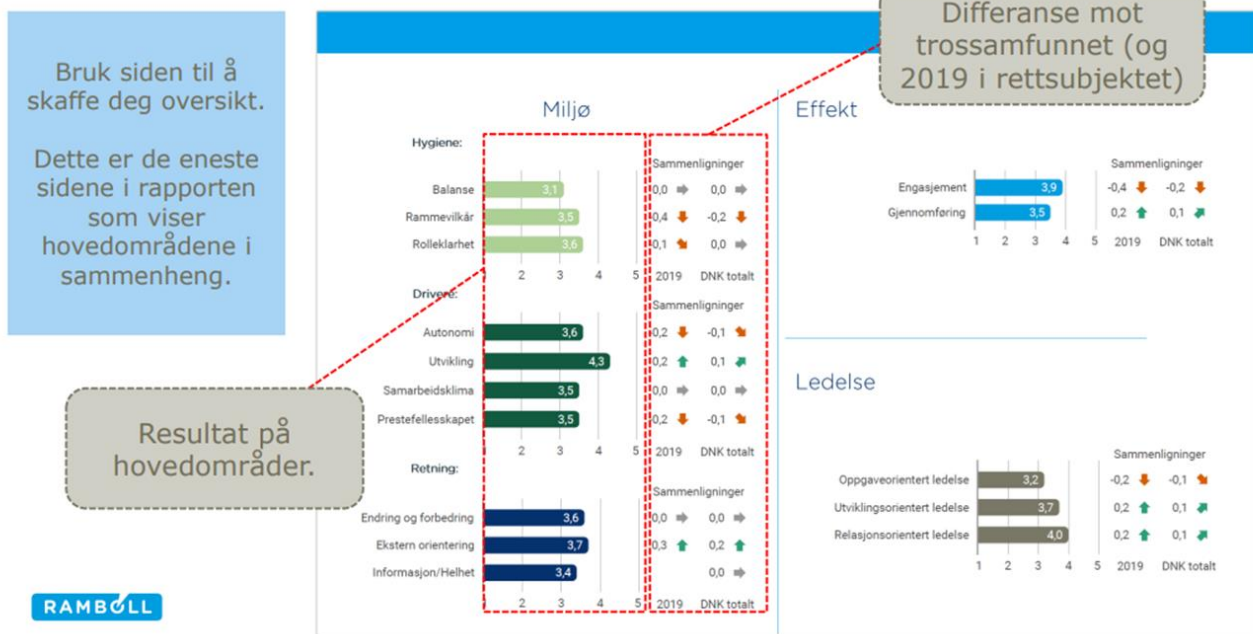 Bruk siden til å
skaffe deg oversikt.
Dette er de eneste
sidene i rapporten
som viser
hovedområdene i
sammenheng.
Differanse mot
trossamfunnet (og
2019 i rettsubjektet)
Resultat på
hovedområder.
Miljø
Hygiene:
Sammenligninger
Balanse 3,1 0,0 0,0
Rammevilkår 3,5 0,4 -0,2
Rolleklarhet 3,6 0,1 0,0
2 3 4 5 2019 DNK totalt
Drivere:
Sammenligninger
Autonomi 3,6 0,2 -0,1
Utvikling 4,3 0,2 0,1
Samarbeidsklima 3,5 0,0 0,0
Prestefellesskapet 3,5 0,2 -0,1
2 3 4 5 2019 DNK totalt
Retning:
Sammenligninger
Endring og forbedring 3,6 0,0 0,0
Ekstern orientering 3,7 0,3 0,2
Informasjon/Helhet 3,4 0,0
2 3 4 5 2019 DNK totalt
Effekt
Sammenligninger
Engasjement 3,9 -0,4 -0,2
Gjennomføring 3,5 0,2 0,1
1 2 3 4 5 2019 DNK totalt
Ledelse
Sammenligninger
Oppgaveorientert ledelse 3,2 -0,2 -0,1
Utviklingsorientert ledelse 3,7 0,2 0,1
Relasjonsorientert ledelse 4,0 0,2 0,1
1 2 3 4 5 2019 DNK totalt
RAMBOLL